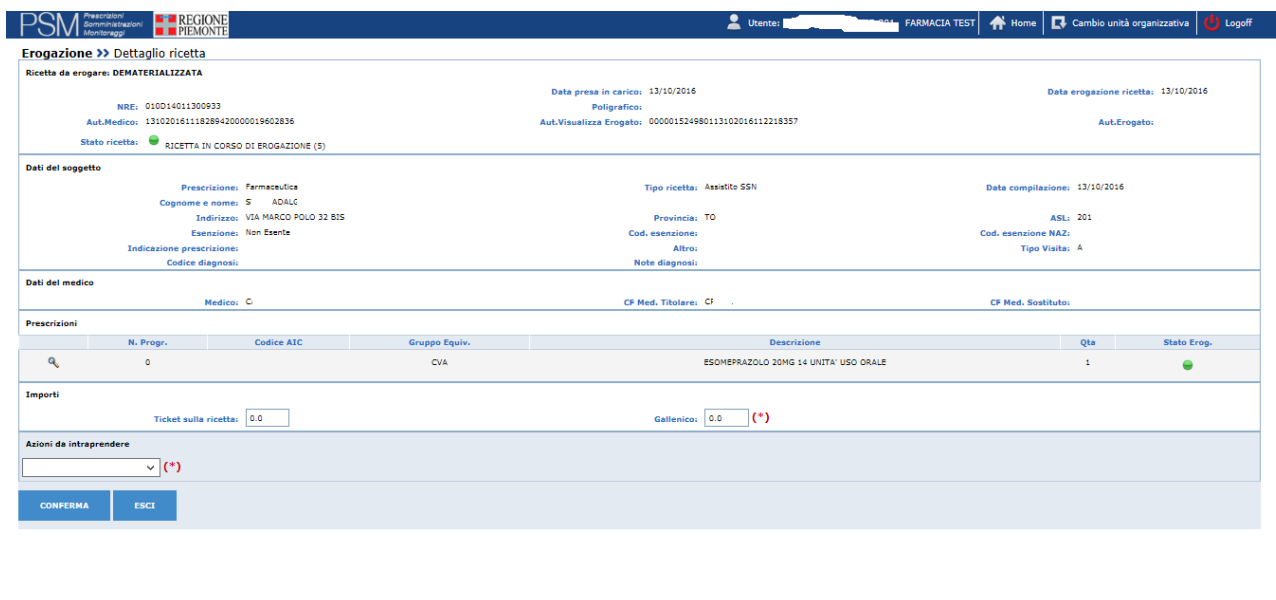 PSM Prescrizioni Somministrazioni Monitoraggi REGIONE PIEMONTE Utente: FARMACIA TEST Home Cambio unità organizzativa Logoff
Erogazione >> Dettaglio ricetta
Ricetta da erogare: DEMATERIALIZZATA
Data presa in carico: 13/10/2016 Data erogazione ricetta: 13/10/2016
NRE: 010D14011300933 Poligrafico:
Aut.Medico: 131020161118289420000019602836 Aut.Visualizza Erogato: 000001524980113102016112218357 Aut.Erogato:
Stato ricetta: RICETTA IN CORSO DI EROGAZIONE (5)
Dati del soggetto
Prescrizione: Farmaceutica Tipo ricetta: Assistito SSN Data compilazione: 13/10/2016
Cognome e nome: S ADALG
Indirizzo: VIA MARCO POLO 32 BIS Provincia: TO ASL: 201
Esenzione: Non Esente Cod. esenzione: Cod. esenzione NAZ:
Indicazione prescrizione: Altro: Tipo Visita: A
Codice diagnosi: Note diagnosi:
Dati del medico
Medico: CF Med. Titolare: CF Med. Sostituto:
Prescrizioni
N. Progr. Codice AIC Gruppo Equiv. Descrizione Qta Stato Erog.
0 CVA ESOMEPRAZOLO 20MG 14 UNITA' USO ORALE 1
Importi
Ticket sulla ricetta: 0.0 Gallenico: 0.0 (*)
Azioni da intraprendere
(*)
CONFERMA ESCI